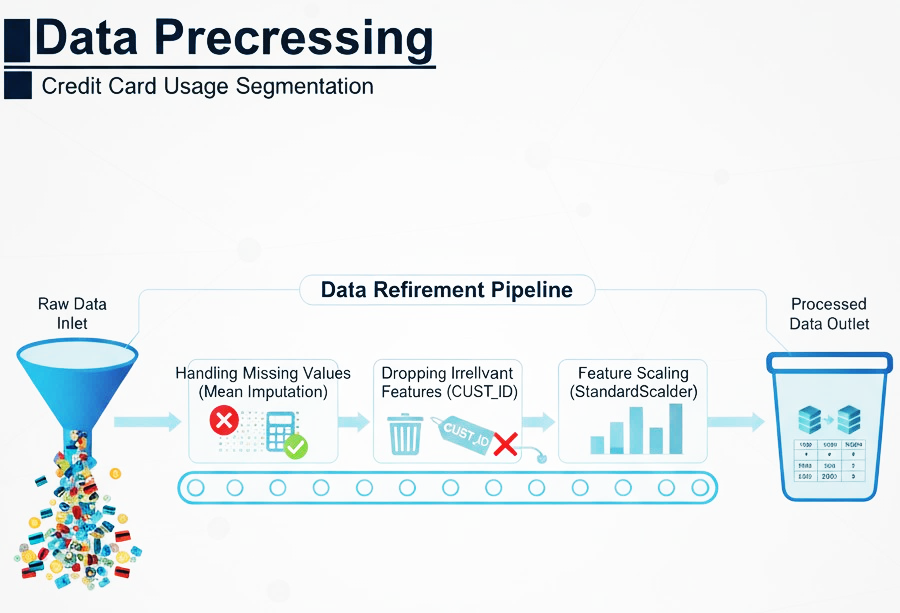 Data Precressing
Credit Card Usage Segmentation
Data Refirement Pipeline
Raw Data
Inlet
Processed
Data Outlet
Handling Missing Values
(Mean Imputation)
Dropping Irrellvant
Features (CUST_ID)
CUST_ID
Feature Scaling
(StandardScalder)